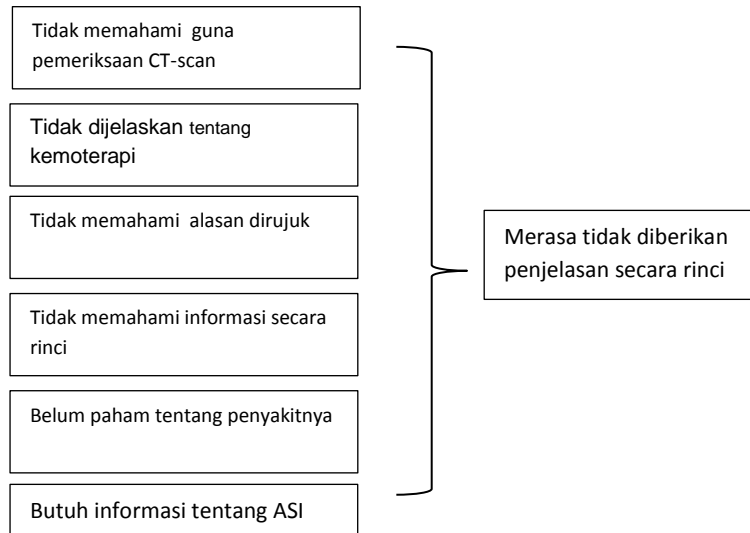 Tidak memahami guna
pemeriksaan CT-scan
Tidak dijelaskan tentang
kemoterapi
Tidak memahami alasan dirujuk
Merasa tidak diberikan
penjelasan secara rinci
Tidak memahami informasi secara
rinci
Belum paham tentang penyakitnya
Butuh informasi tentang ASI